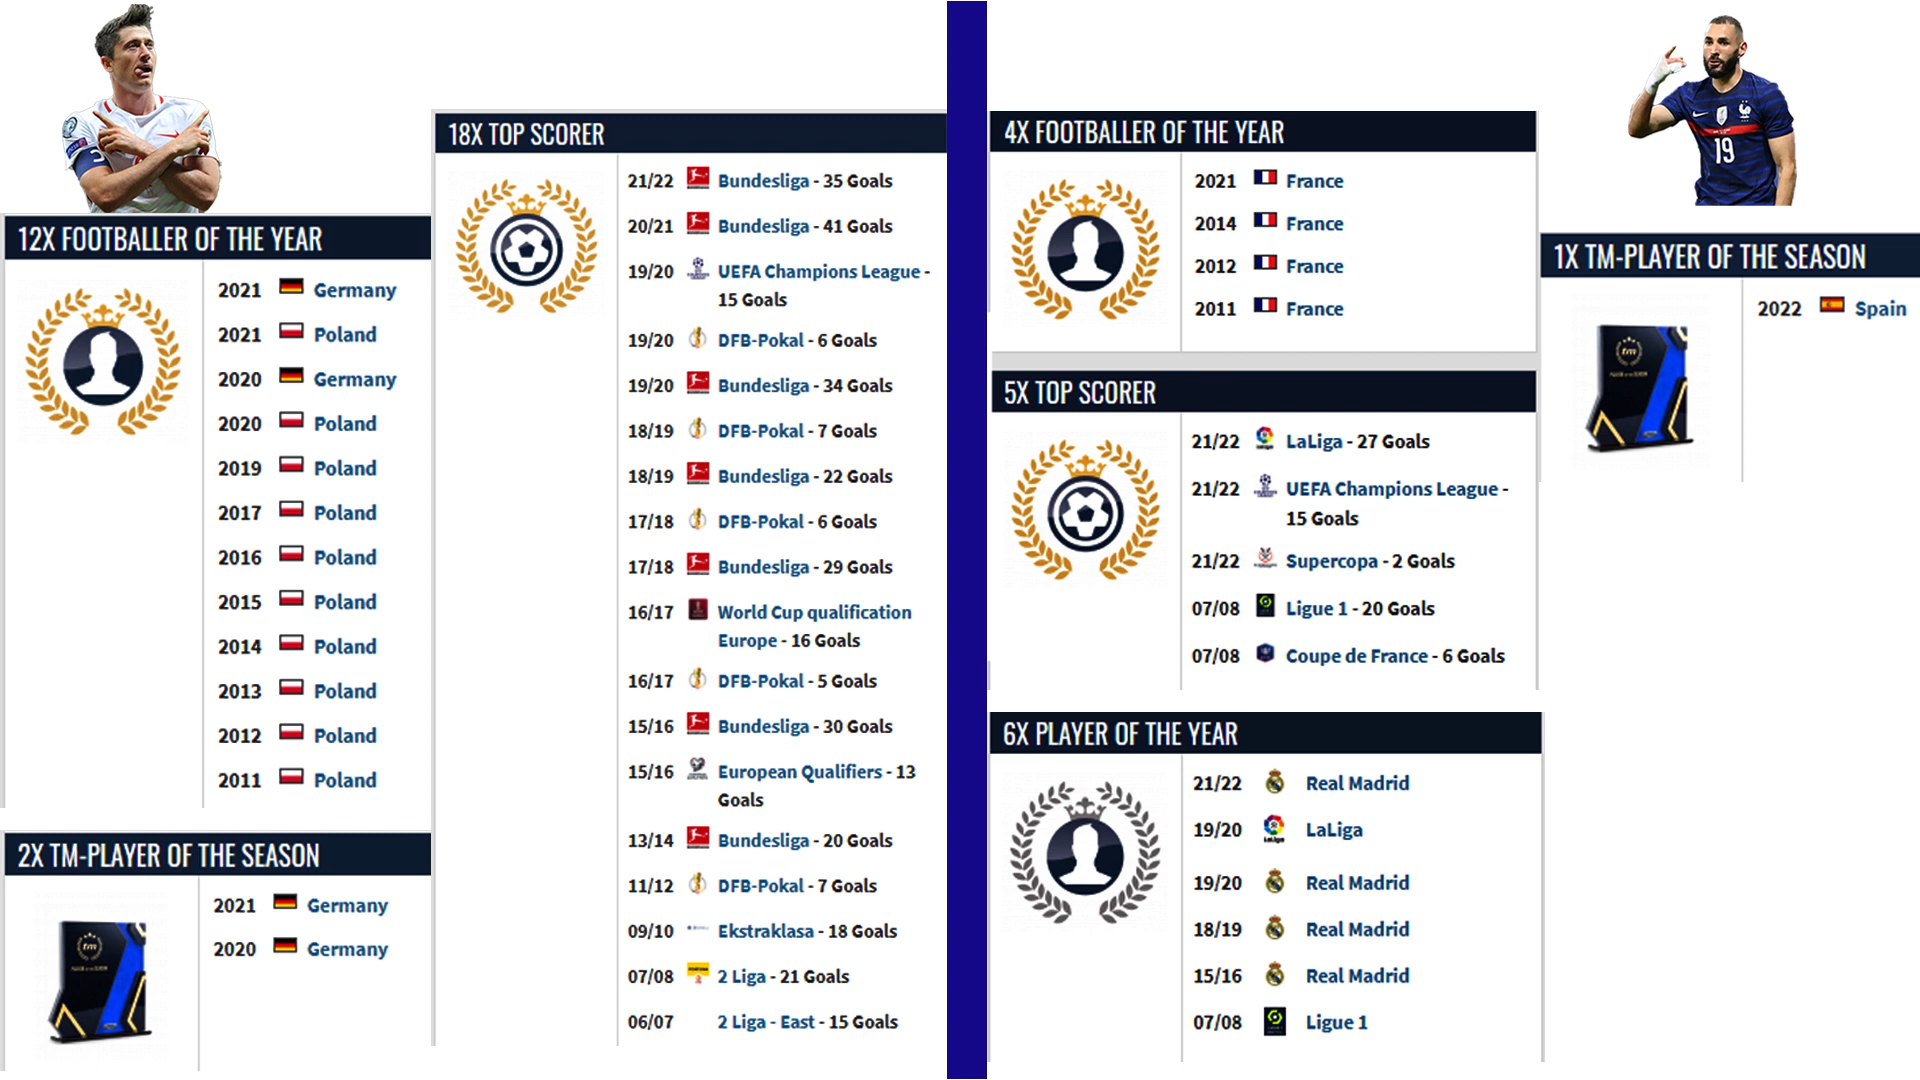 12X FOOTBALLER OF THE YEAR
2021 Germany
2021 Poland
2020 Germany
2020 Poland
2019 Poland
2017 Poland
2016 Poland
2015 Poland
2014 Poland
2013 Poland
2012 Poland
2011 Poland
2X TM-PLAYER OF THE SEASON
tm
2021 Germany
2020 Germany
18X TOP SCORER
21/22 Bundesliga - 35 Goals
20/21 Bundesliga - 41 Goals
19/20 UEFA Champions League -
15 Goals
19/20 DFB-Pokal - 6 Goals
19/20 Bundesliga - 34 Goals
18/19 DFB-Pokal - 7 Goals
18/19 Bundesliga - 22 Goals
17/18 DFB-Pokal - 6 Goals
17/18 Bundesliga - 29 Goals
16/17 World Cup qualification
Europe - 16 Goals
16/17 DFB-Pokal - 5 Goals
15/16 Bundesliga - 30 Goals
15/16 European Qualifiers - 13
Goals
13/14 Bundesliga - 20 Goals
11/12 DFB-Pokal - 7 Goals
09/10 Ekstraklasa - 18 Goals
07/08 2 Liga - 21 Goals
06/07 2 Liga - East - 15 Goals
4X FOOTBALLER OF THE YEAR
2021 France
2014 France
2012 France
2011 France
5X TOP SCORER
21/22 LaLiga - 27 Goals
21/22 UEFA Champions League -
15 Goals
21/22 Supercopa - 2 Goals
07/08 Ligue 1 - 20 Goals
07/08 Coupe de France - 6 Goals
6X PLAYER OF THE YEAR
21/22 Real Madrid
19/20 LaLiga
19/20 Real Madrid
18/19 Real Madrid
15/16 Real Madrid
07/08 Ligue 1
19
1X TM-PLAYER OF THE SEASON
tm
2022 Spain